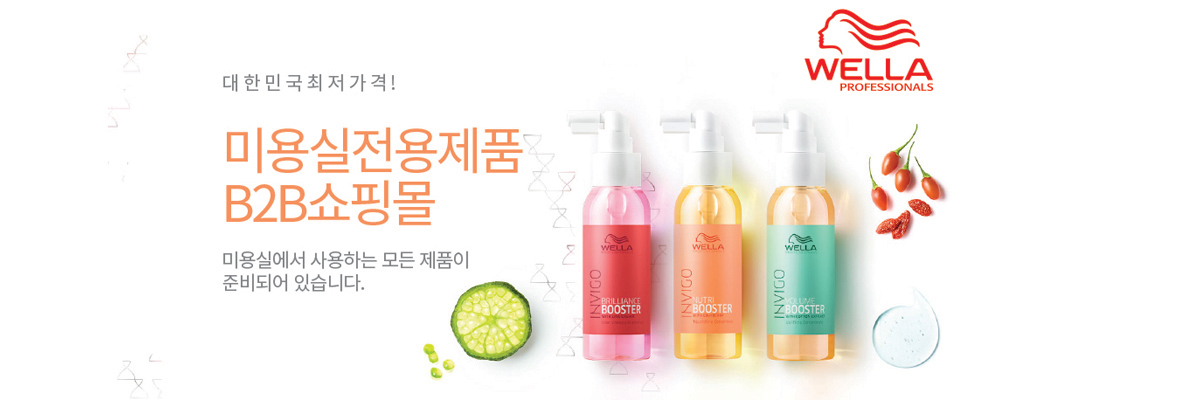 대한민국최저가격!
미용실전용제품
B2B쇼핑몰
미용실에서 사용하는 모든 제품이
준비되어 있습니다.
WELLA
PROFESSIONALS
WELLA
INVIGO
BRILLIANCE
BOOSTER
WELLA
INVIGO
NUTRI
BOOSTER
WELLA
INVIGO
VOLUME
BOOSTER